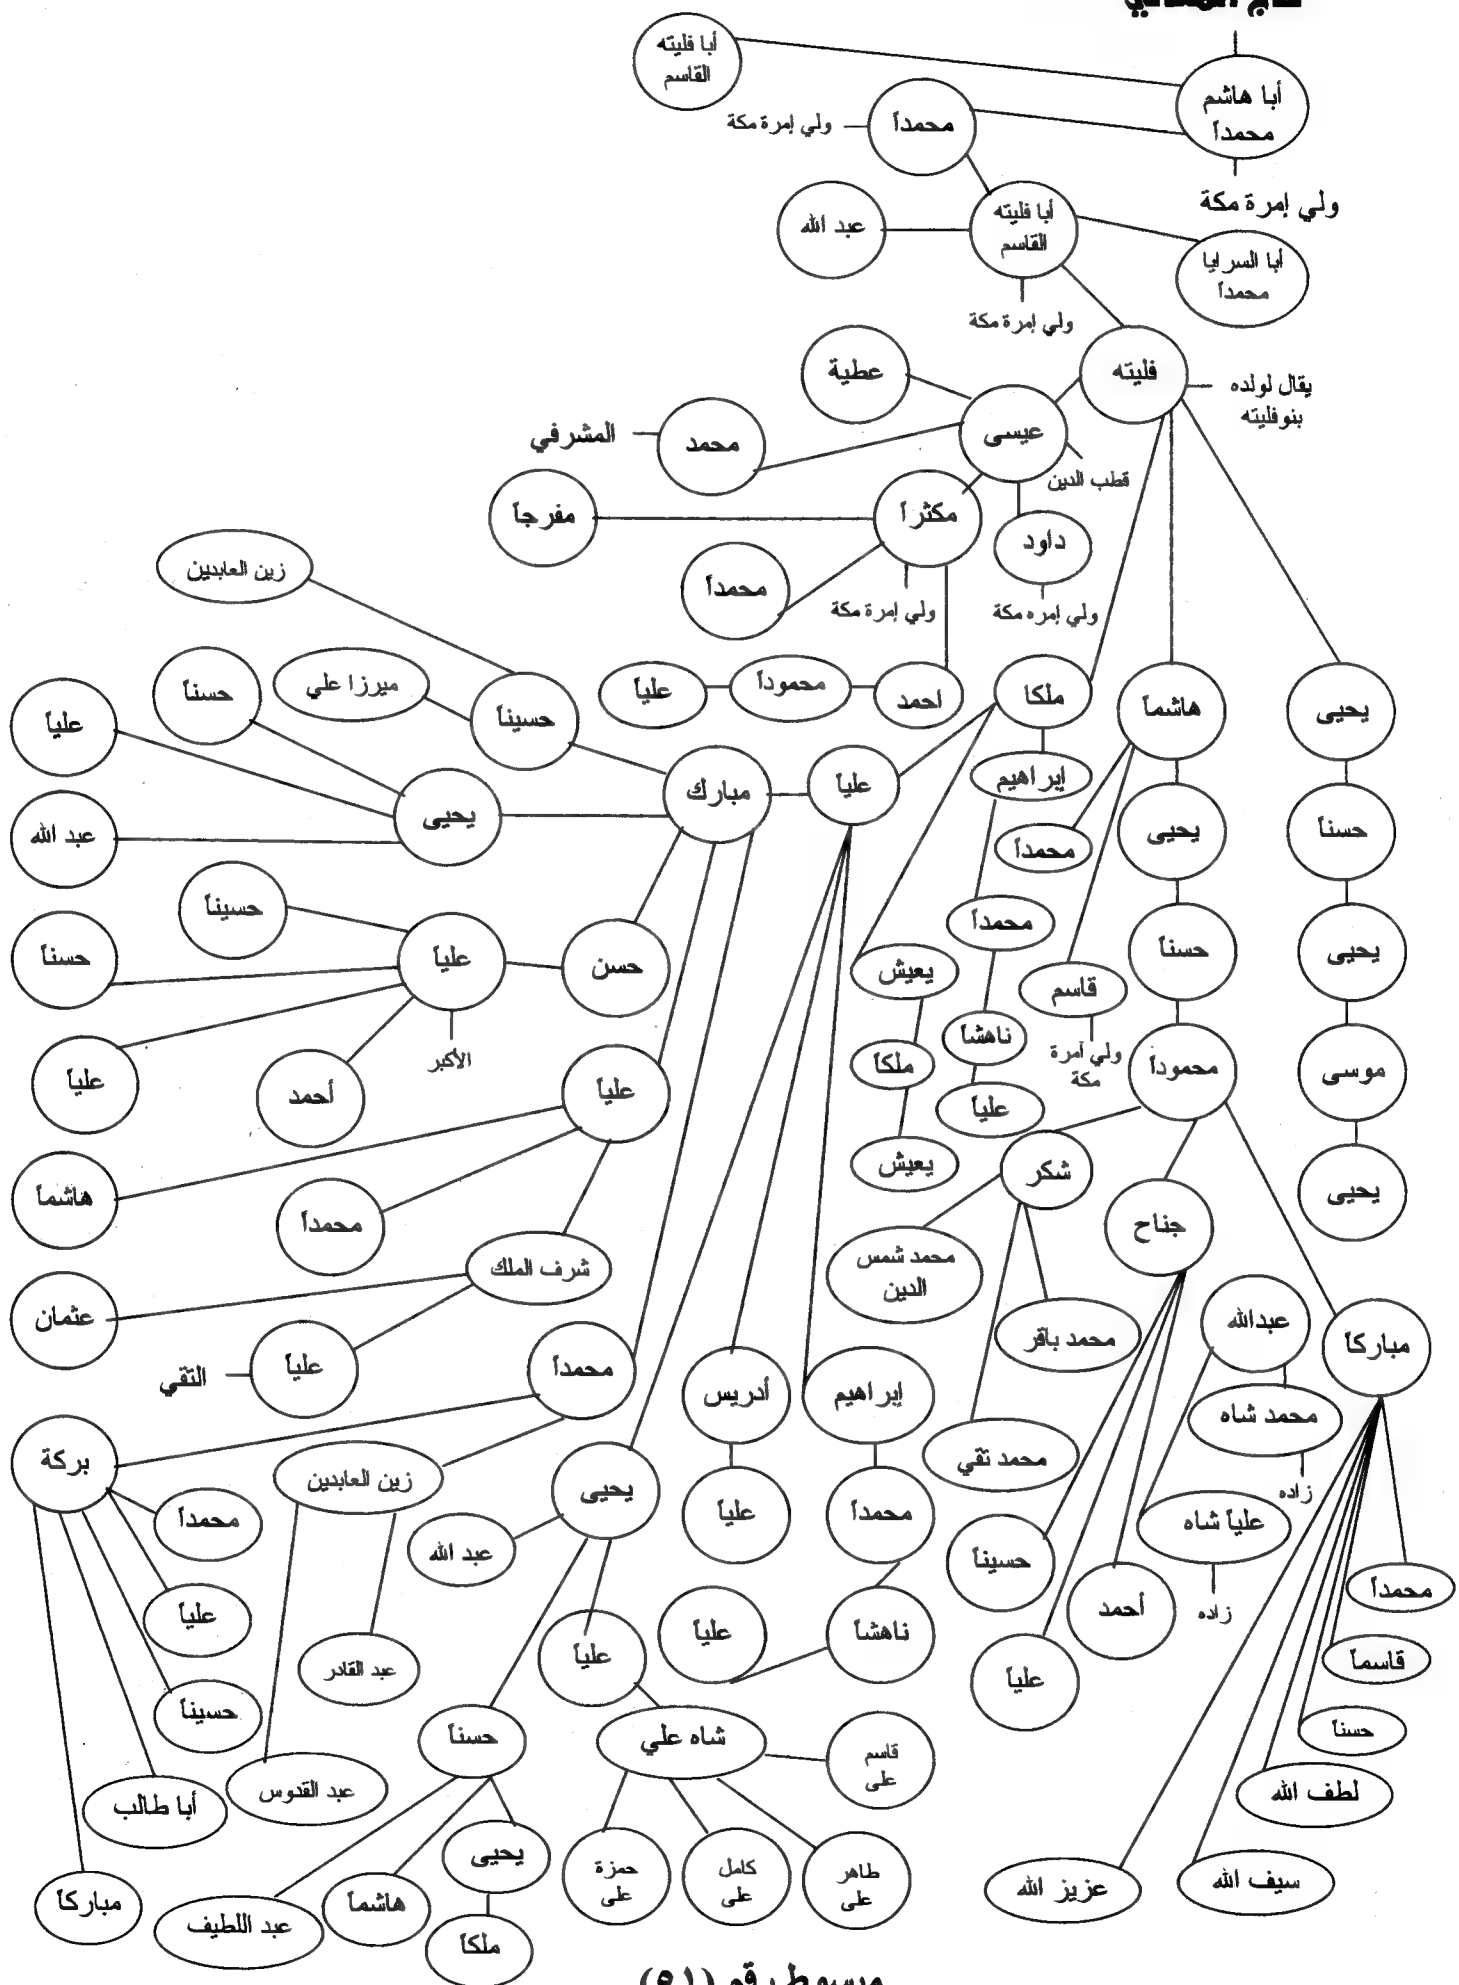 أبا فليته
القاسم
أبا هاشم
محمداً
ولي إمرة مكة
محمداً
ولي إمرة مكة
عبد الله
أبا فليته
القاسم
أبا السرايا
محمداً
ولي إمرة مكة
فليته
يقال لولده
بنو فليته
عطية
عيسى
قطب الدين
محمد
المشرفي
مكثراً
مفرجاً
داود
محمداً
ولي إمرة مكة
ولي إمره مكة
زين العابدين
احمد
محموداً
علياً
ملكا
هاشماً
يحيى
ميرزا علي
حسيناً
حسناً
علياً
مبارك
علياً
إبراهيم
محمداً
يحيى
حسناً
يحيى
عبد الله
حسيناً
حسناً
علياً
الأكبر
حسن
يعيش
محمداً
قاسم
ولي أمرة
مكة
حسناً
يحيى
علياً
أحمد
علياً
ملكاً
ناهشاً
علياً
محموداً
موسى
يعيش
شكر
جناح
يحيى
هاشماً
محمداً
شرف الملك
محمد شمس
الدين
محمد باقر
عبدالله
مباركا
عثمان
علياً
التقي
محمداً
أدريس
إبراهيم
محمد شاه
زاده
محمد تقي
بركة
زين العابدين
يحيى
علياً
محمداً
علياً شاه
زاده
محمداً
عبد الله
حسيناً
أحمد
محمداً
علياً
علياً
علياً
ناهشاً
علياً
قاسماً
عبد القادر
حسيناً
حسناً
شاه علي
قاسم
على
حسنا
أبا طالب
عبد القدوس
لطف الله
يحيى
حمزة
على
كامل
على
طاهر
على
عزيز الله
سيف الله
مباركاً
عبد اللطيف
هاشماً
ملكاً
(٥١)